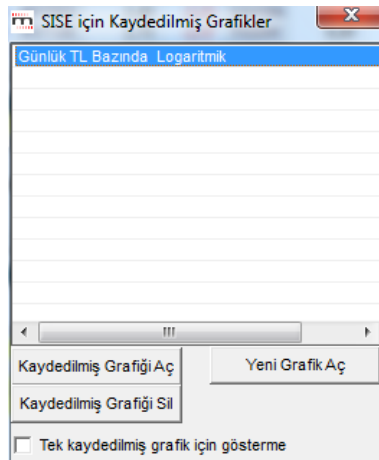 SISE için Kaydedilmiş Grafikler
Günlük TL Bazında  Logaritmik
Kaydedilmiş Grafiği Aç
Yeni Grafik Aç
Kaydedilmiş Grafiği Sil
Tek kaydedilmiş grafik için gösterme